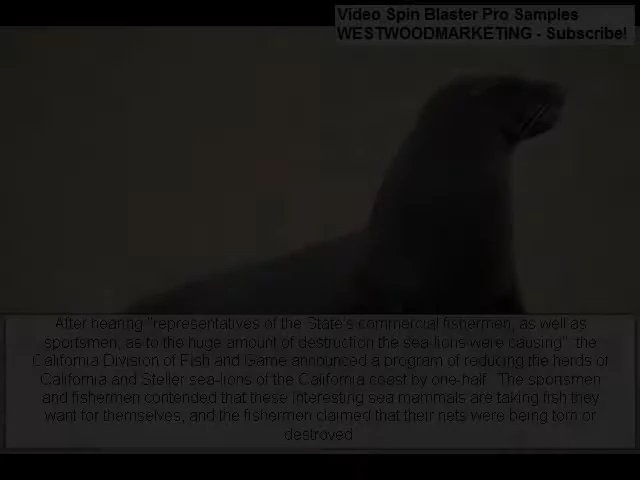 Video Spin Blaster Pro Samples
WESTWOODMARKETING - Subscribe!
After hearing "representatives of the State's commercial fishermen, as well as
sportsmen, as to the huge amount of destruction the sea-lions were causing", the
California Division of Fish and Game announced a program of reducing the herds of
California and Steller sea-lions of the California coast by one-half. The sportsmen
and fishermen contended that these interesting sea mammals are taking fish they
want for themselves, and the fishermen claimed that their nets were being torn or
destroyed